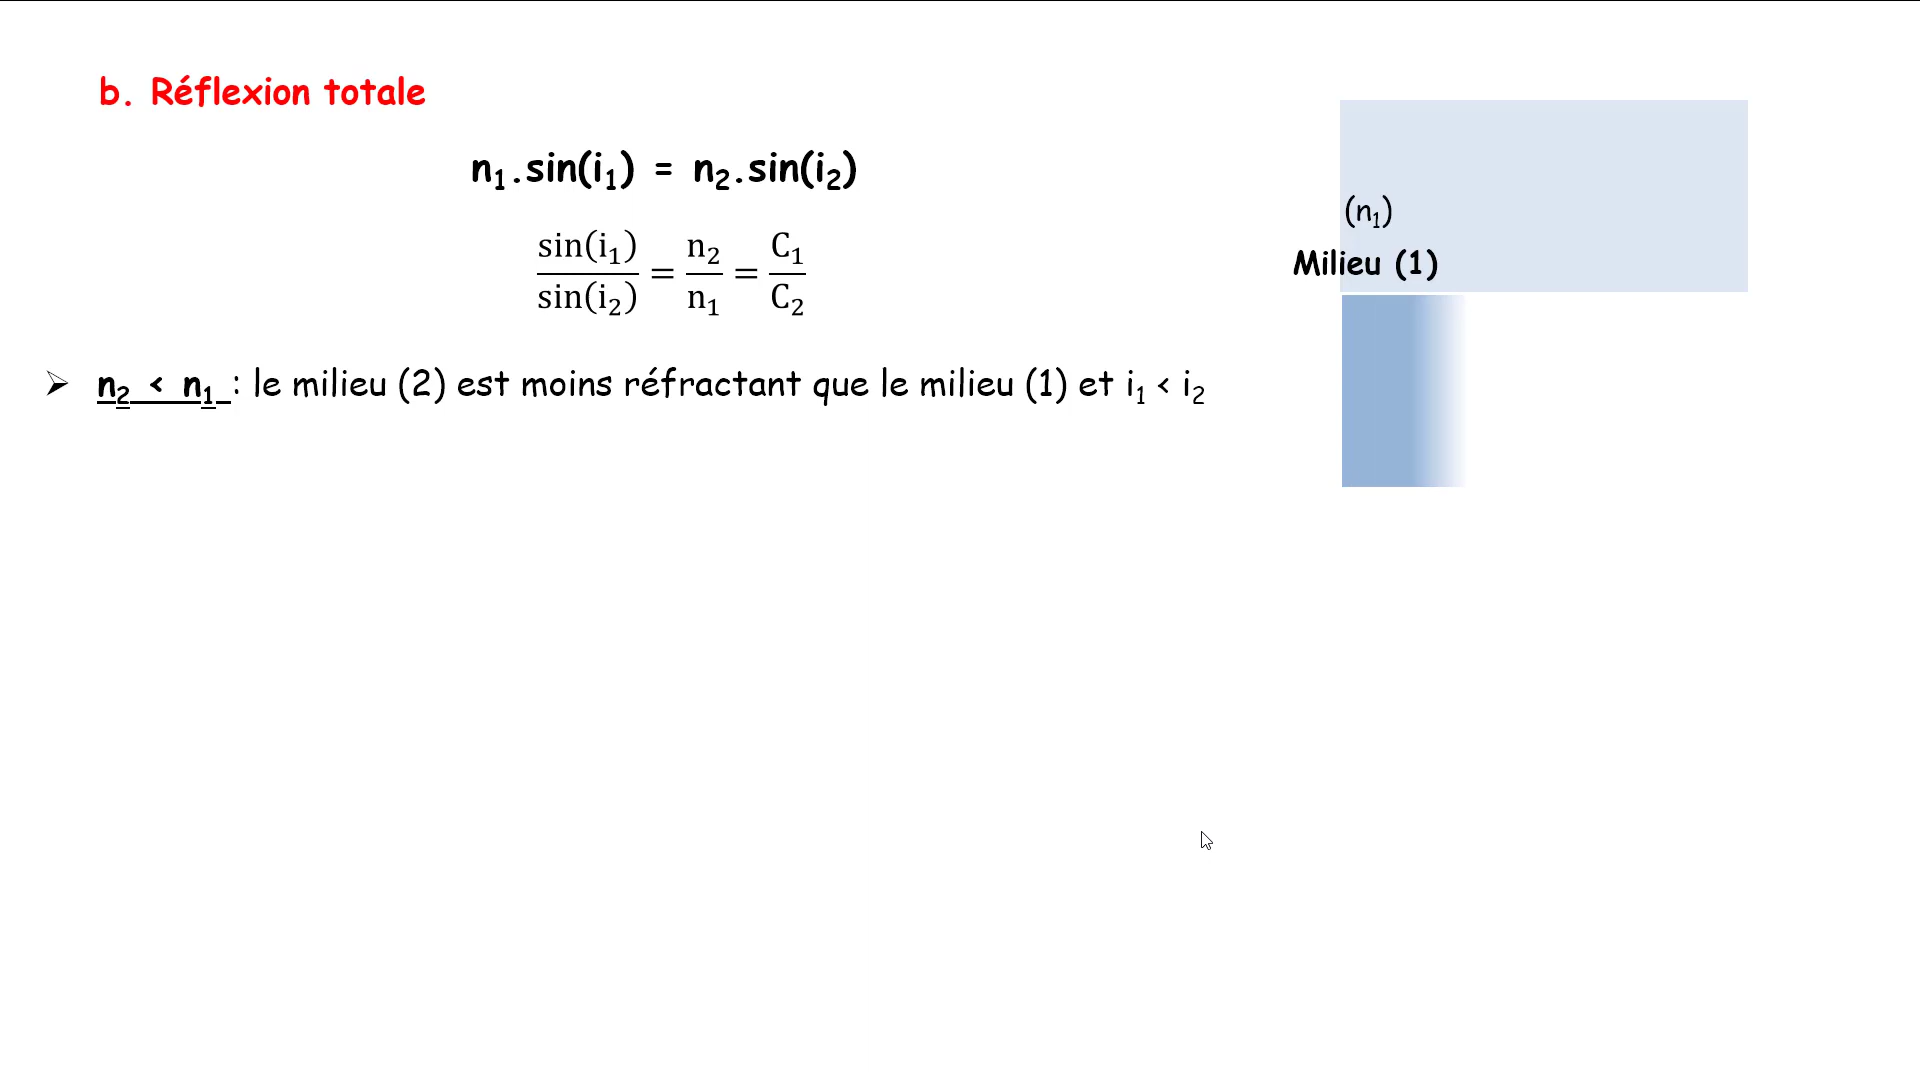 b. Réflexion totale
n₁.sin(i₁) = n₂.sin(i₂)
sin(i₁)/sin(i₂) = n₂/n₁ = C₁/C₂
(n₁)
Milieu (1)
➢ n₂ < n₁ : le milieu (2) est moins réfractant que le milieu (1) et i₁ < i₂